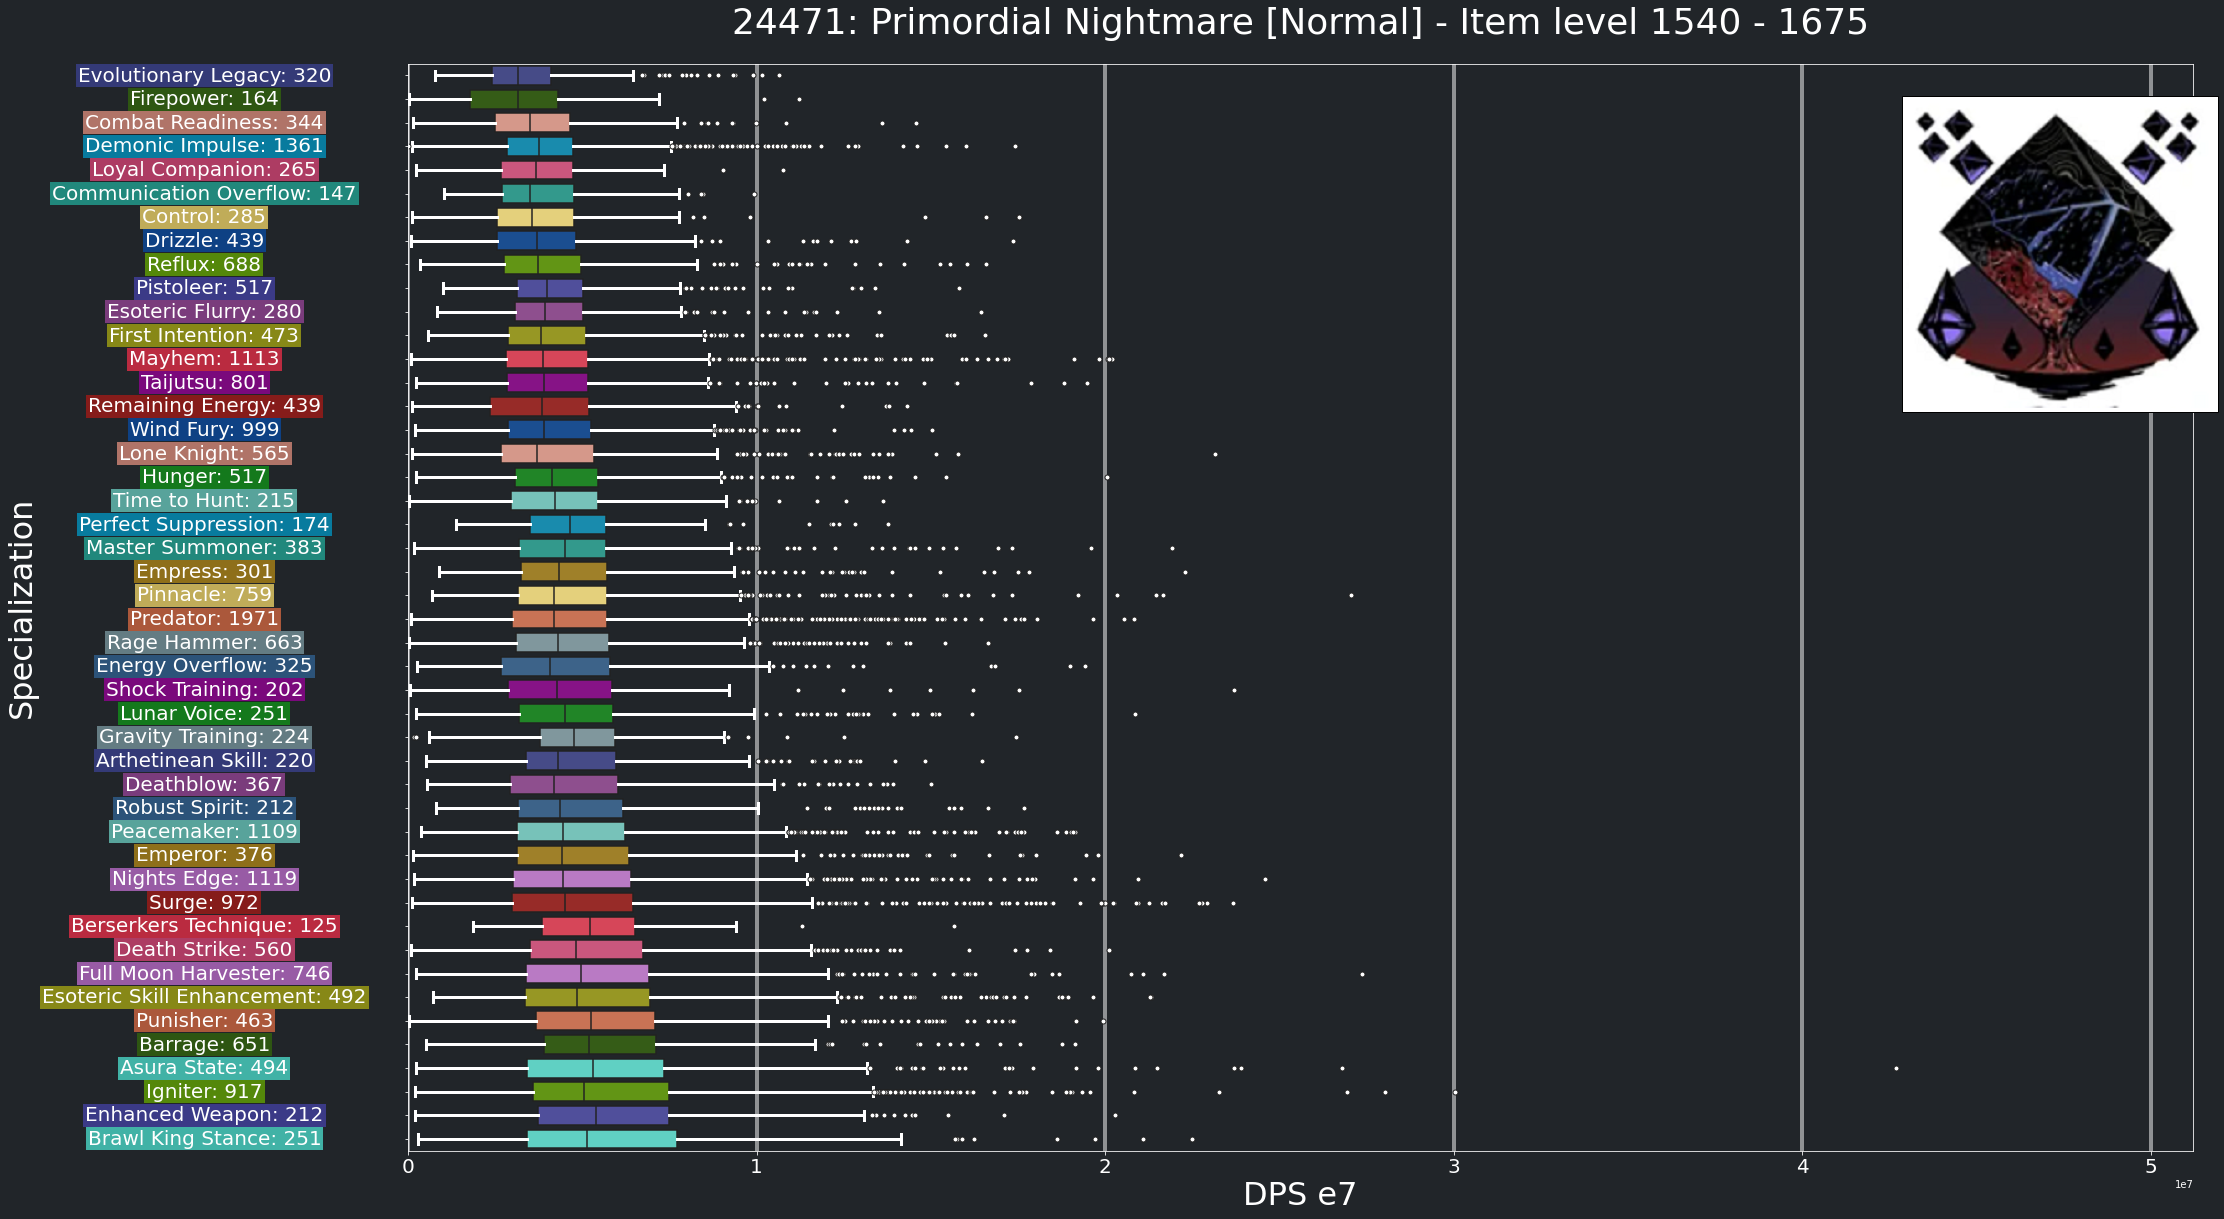 24471: Primordial Nightmare [Normal] - Item level 1540 - 1675
Specialization
Evolutionary Legacy: 320
Firepower: 164
Combat Readiness: 344
Demonic Impulse: 1361
Loyal Companion: 265
Communication Overflow: 147
Control: 285
Drizzle: 439
Reflux: 688
Pistoleer: 517
Esoteric Flurry: 280
First Intention: 473
Mayhem: 1113
Taijutsu: 801
Remaining Energy: 439
Wind Fury: 999
Lone Knight: 565
Hunger: 517
Time to Hunt: 215
Perfect Suppression: 174
Master Summoner: 383
Empress: 301
Pinnacle: 759
Predator: 1971
Rage Hammer: 663
Energy Overflow: 325
Shock Training: 202
Lunar Voice: 251
Gravity Training: 224
Arthetinean Skill: 220
Deathblow: 367
Robust Spirit: 212
Peacemaker: 1109
Emperor: 376
Nights Edge: 1119
Surge: 972
Berserkers Technique: 125
Death Strike: 560
Full Moon Harvester: 746
Esoteric Skill Enhancement: 492
Punisher: 463
Barrage: 651
Asura State: 494
Igniter: 917
Enhanced Weapon: 212
Brawl King Stance: 251
0 1 2 3 4 5
1e7
DPS e7